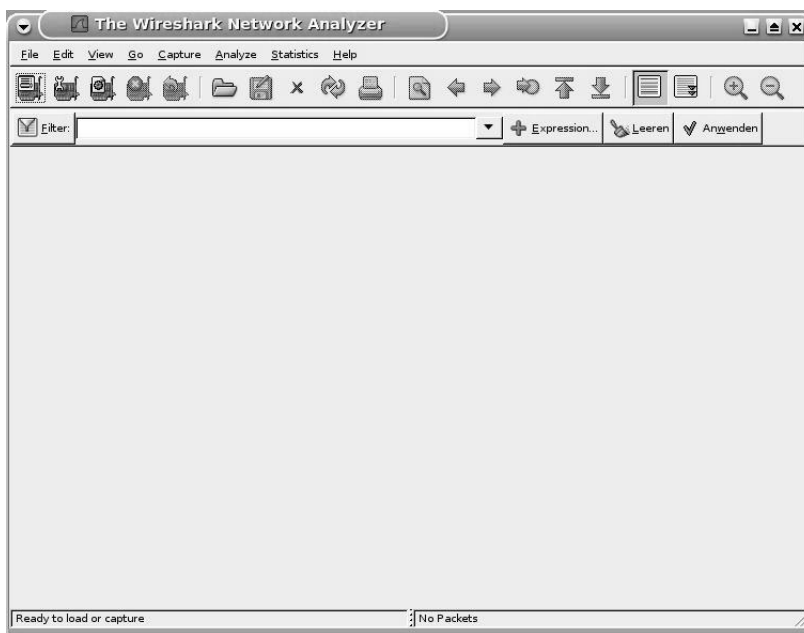 The Wireshark Network Analyzer
File Edit View Go Capture Analyze Statistics Help
Filter: Expression... Leeren Anwenden
Ready to load or capture No Packets